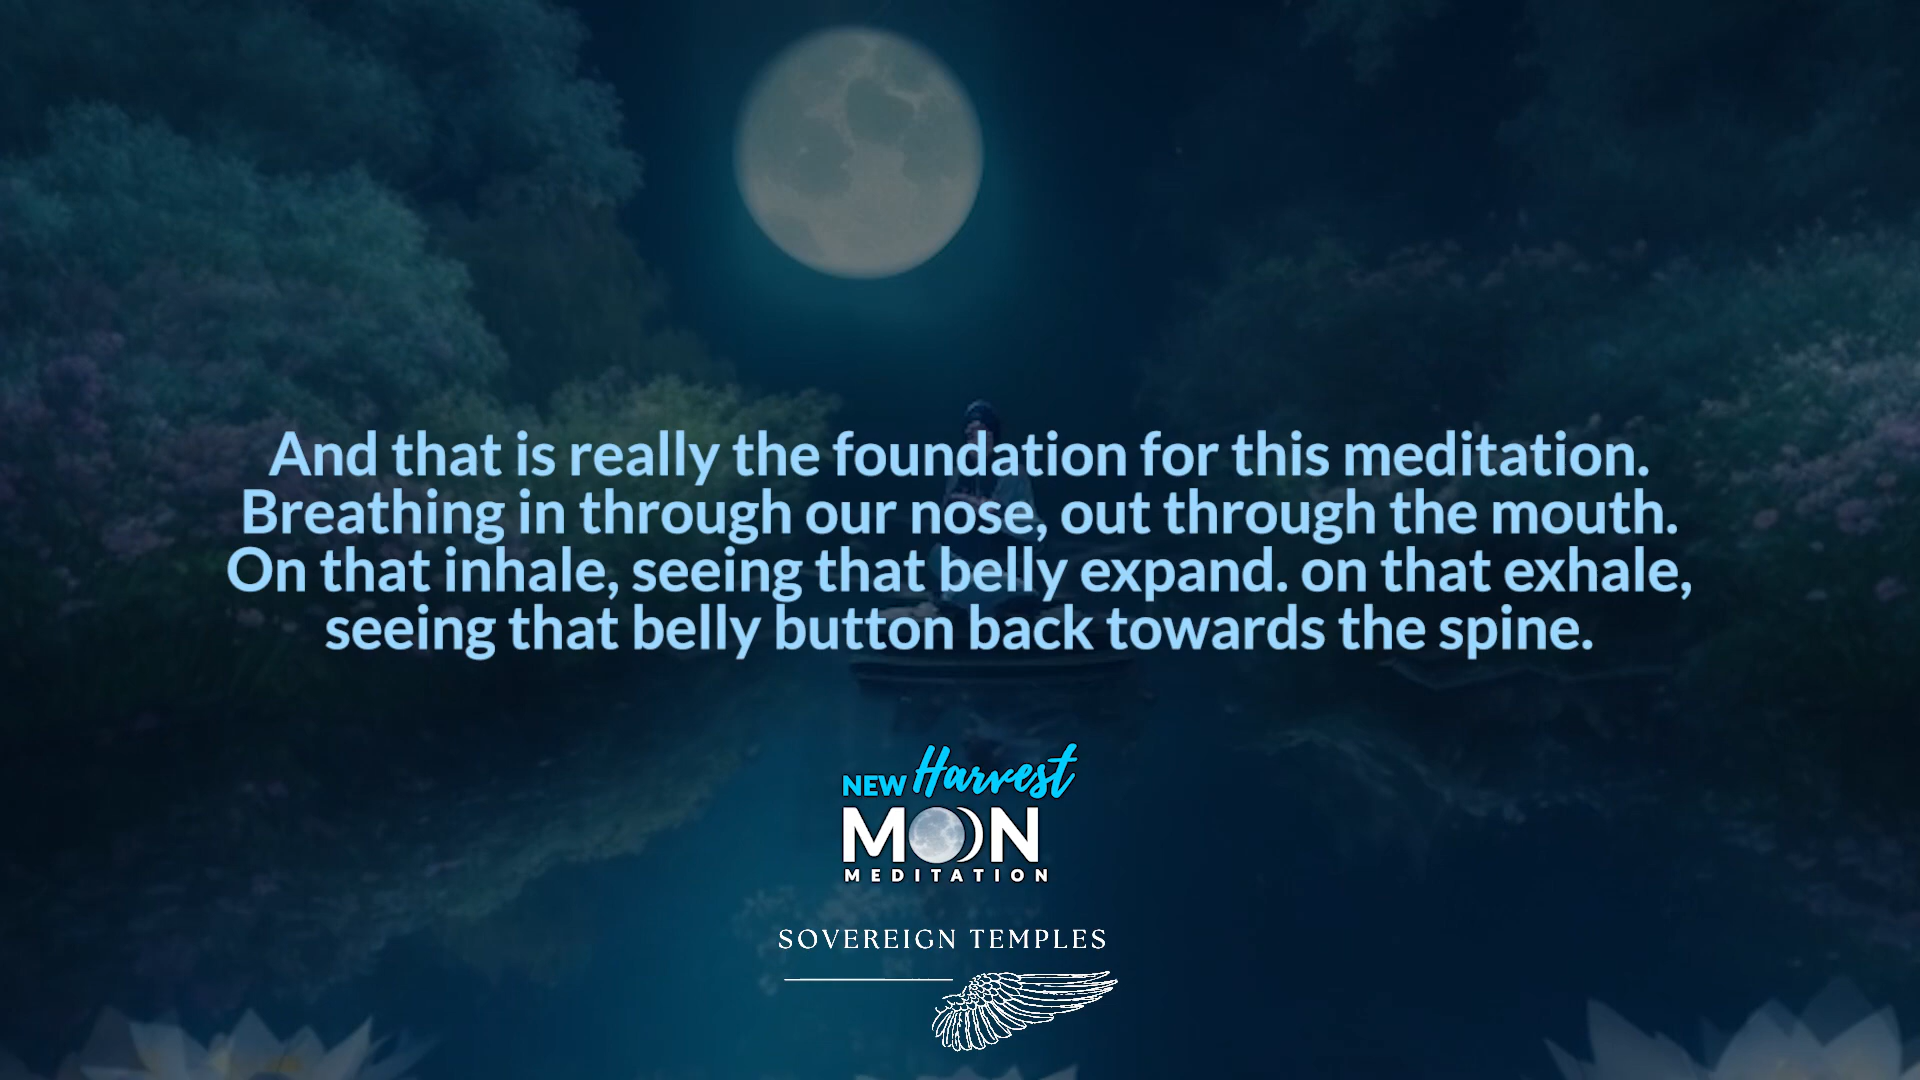 And that is really the foundation for this meditation.
Breathing in through our nose, out through the mouth.
On that inhale, seeing that belly expand. on that exhale,
seeing that belly button back towards the spine.
NEW Harvest
MOON
MEDITATION
SOVEREIGN TEMPLES